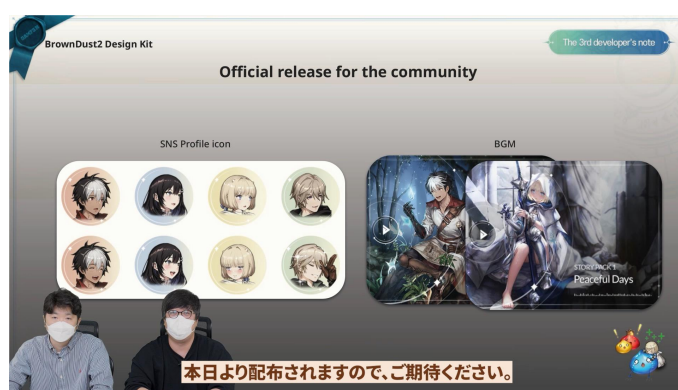 BrownDust2 Design Kit
The 3rd developer's note
Official release for the community
SNS Profile icon
BGM
STORY PACK 1
Peaceful Days
本日より配布されますので、ご期待ください。